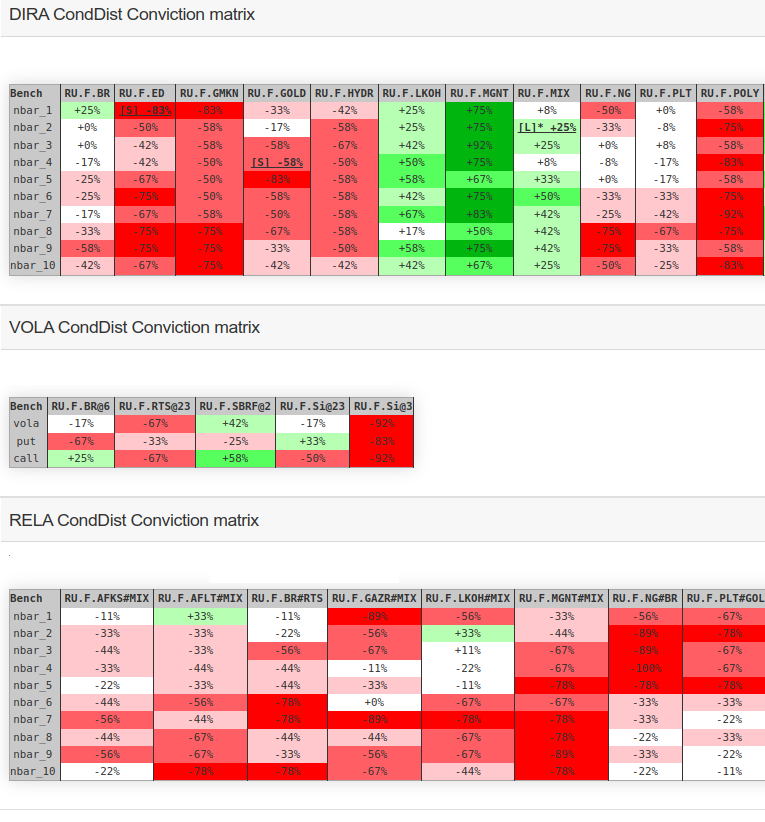 DIRA CondDist Conviction matrix
Bench RU.F.BR RU.F.ED RU.F.GMKN RU.F.GOLD RU.F.HYDR RU.F.LKOH RU.F.MGNT RU.F.MIX RU.F.NG RU.F.PLT RU.F.POLY
nbar_1 +25% [S] -83% -83% -33% -42% +25% +75% +8% -50% +0% -58%
nbar_2 +0% -50% -58% -17% -58% +25% +75% [L]* +25% -33% -8% -75%
nbar_3 +0% -42% -58% -58% -67% +42% +92% +25% +0% +8% -58%
nbar_4 -17% -42% -50% [S] -58% -50% +50% +75% +8% -8% -17% -83%
nbar_5 -25% -67% -50% -83% -58% +58% +67% +33% +0% -17% -58%
nbar_6 -25% -75% -50% -58% -58% +42% +75% +50% -33% -33% -75%
nbar_7 -17% -67% -58% -50% -58% +67% +83% +42% -25% -42% -92%
nbar_8 -33% -75% -75% -67% -58% +17% +50% +42% -75% -67% -75%
nbar_9 -58% -75% -75% -33% -50% +58% +75% +42% -75% -33% -58%
nbar_10 -42% -67% -75% -42% -42% +42% +67% +25% -50% -25% -83%
VOLA CondDist Conviction matrix
Bench RU.F.BR@6 RU.F.RTS@23 RU.F.SBRF@2 RU.F.Si@23 RU.F.Si@3
vola -17% -67% +42% -17% -92%
put -67% -33% -25% +33% -83%
call +25% -67% +58% -50% -92%
RELA CondDist Conviction matrix
Bench RU.F.AFKS#MIX RU.F.AFLT#MIX RU.F.BR#RTS RU.F.GAZR#MIX RU.F.LKOH#MIX RU.F.MGNT#MIX RU.F.NG#BR RU.F.PLT#GOL
nbar_1 -11% +33% -11% -89% -56% -33% -56% -67%
nbar_2 -33% -33% -22% -56% +33% -44% -89% -78%
nbar_3 -44% -33% -56% -67% +11% -67% -89% -67%
nbar_4 -33% -44% -44% -11% -22% -67% -100% -67%
nbar_5 -22% -33% -44% -33% -11% -78% -78% -78%
nbar_6 -44% -56% -78% +0% -67% -67% -33% -33%
nbar_7 -56% -44% -78% -89% -78% -78% -33% -22%
nbar_8 -44% -67% -44% -44% -67% -78% -22% -33%
nbar_9 -56% -67% -33% -56% -67% -89% -33% -22%
nbar_10 -22% -78% -78% -67% -44% -78% -22% -11%